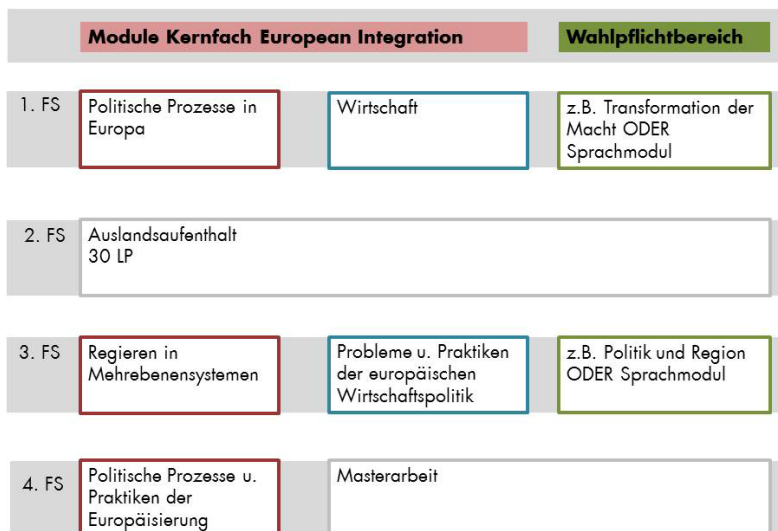 Module Kernfach European Integration
Wahlpflichtbereich
1. FS
Politische Prozesse in
Europa
Wirtschaft
z.B. Transformation der
Macht ODER
Sprachmodul
2. FS
Auslandsaufenthalt
30 LP
3. FS
Regieren in
Mehrebenensystemen
Probleme u. Praktiken
der europäischen
Wirtschaftspolitik
z.B. Politik und Region
ODER Sprachmodul
4. FS
Politische Prozesse u.
Praktiken der
Europäisierung
Masterarbeit